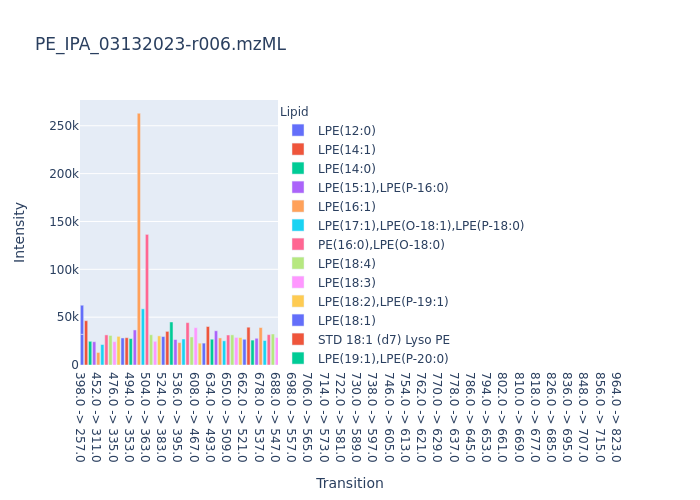 PE_IPA_03132023-r006.mzML
Lipid
LPE(12:0)
LPE(14:1)
LPE(14:0)
LPE(15:1),LPE(P-16:0)
LPE(16:1)
LPE(17:1),LPE(O-18:1),LPE(P-18:0)
PE(16:0),LPE(O-18:0)
LPE(18:4)
LPE(18:3)
LPE(18:2),LPE(P-19:1)
LPE(18:1)
STD 18:1 (d7) Lyso PE
LPE(19:1),LPE(P-20:0)
Intensity
250k
200k
150k
100k
50k
0
398.0 -> 257.0
452.0 -> 311.0
476.0 -> 335.0
494.0 -> 353.0
504.0 -> 363.0
524.0 -> 383.0
536.0 -> 395.0
608.0 -> 467.0
634.0 -> 493.0
650.0 -> 509.0
662.0 -> 521.0
678.0 -> 537.0
688.0 -> 547.0
698.0 -> 557.0
706.0 -> 565.0
714.0 -> 573.0
722.0 -> 581.0
730.0 -> 589.0
738.0 -> 597.0
746.0 -> 605.0
754.0 -> 613.0
762.0 -> 621.0
770.0 -> 629.0
778.0 -> 637.0
786.0 -> 645.0
794.0 -> 653.0
802.0 -> 661.0
810.0 -> 669.0
818.0 -> 677.0
826.0 -> 685.0
836.0 -> 695.0
848.0 -> 707.0
856.0 -> 715.0
964.0 -> 823.0
Transition